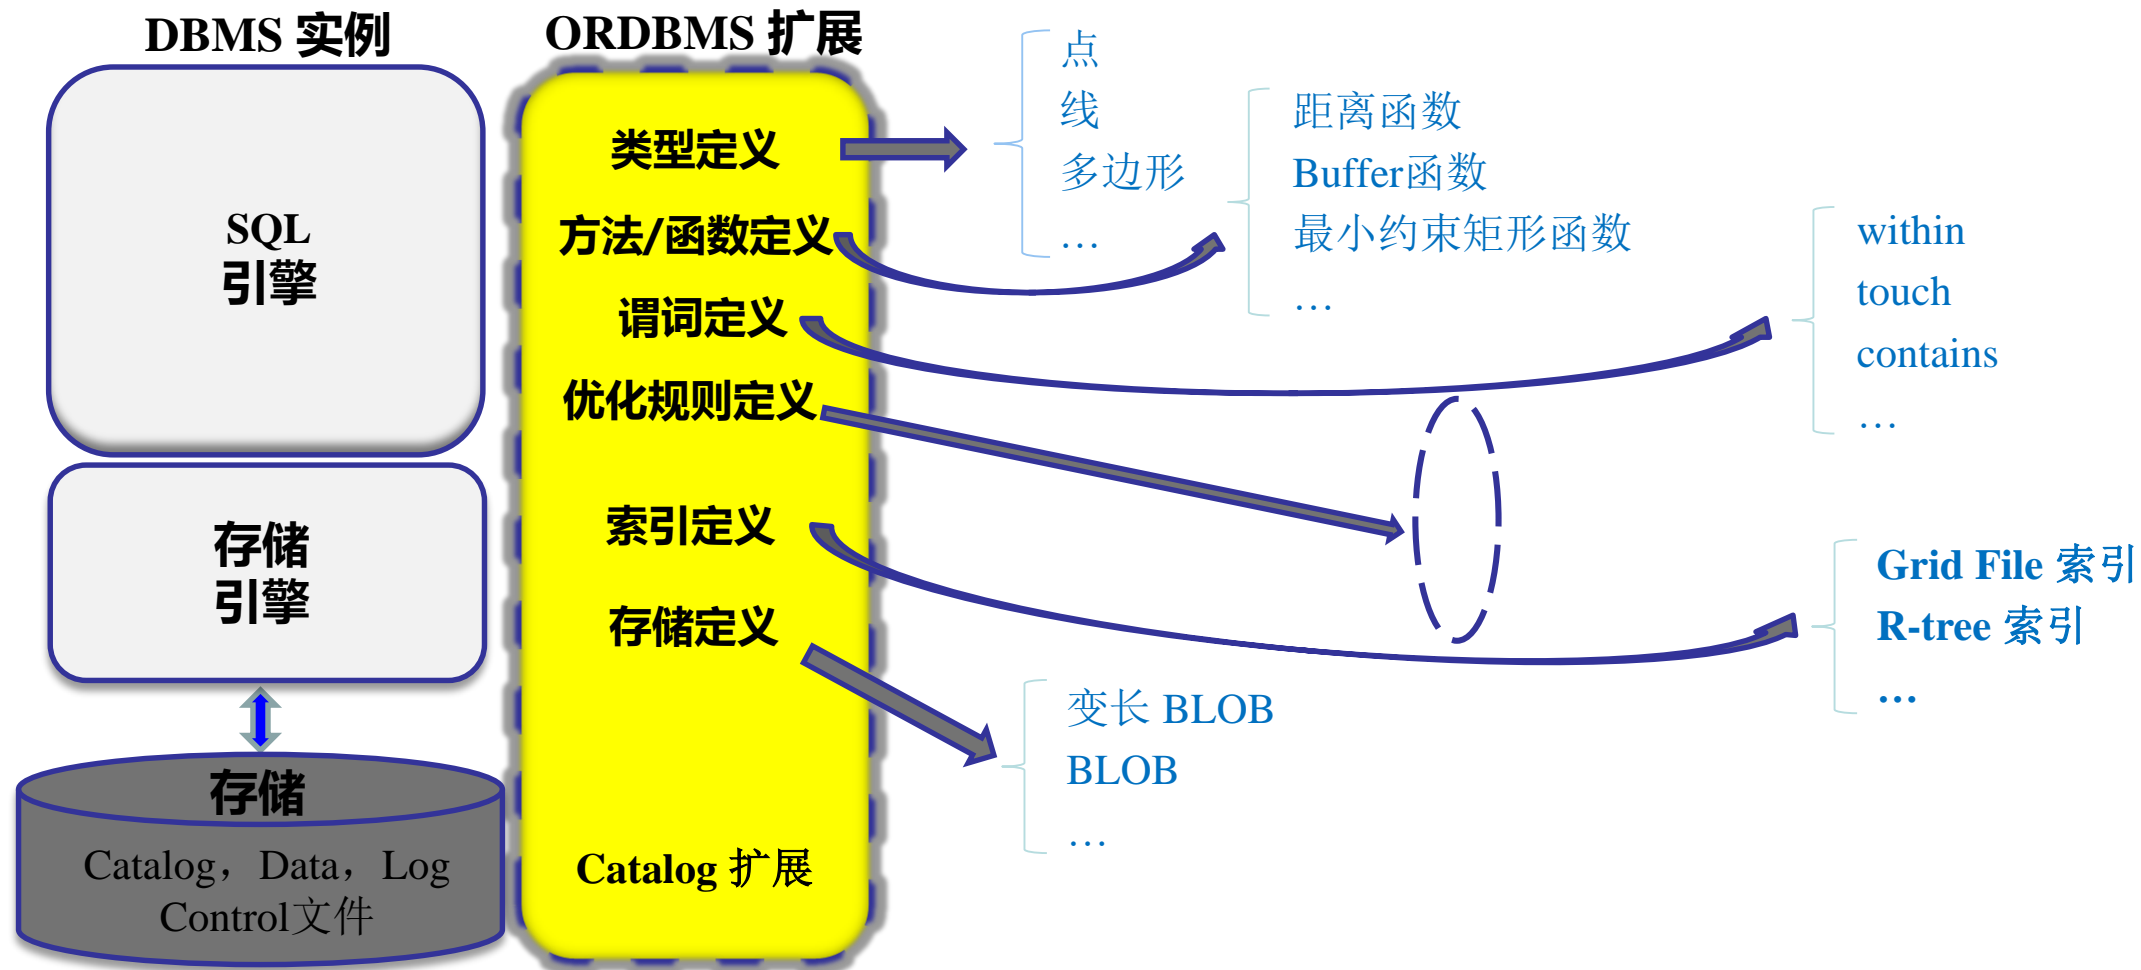 DBMS 实例
SQL
引擎
存储
引擎
存储
Catalog，Data，Log
Control文件
ORDBMS 扩展
类型定义
方法/函数定义
谓词定义
优化规则定义
索引定义
存储定义
Catalog 扩展
点
线
多边形
…
距离函数
Buffer函数
最小约束矩形函数
…
within
touch
contains
…
Grid File 索引
R-tree 索引
…
变长 BLOB
BLOB
…